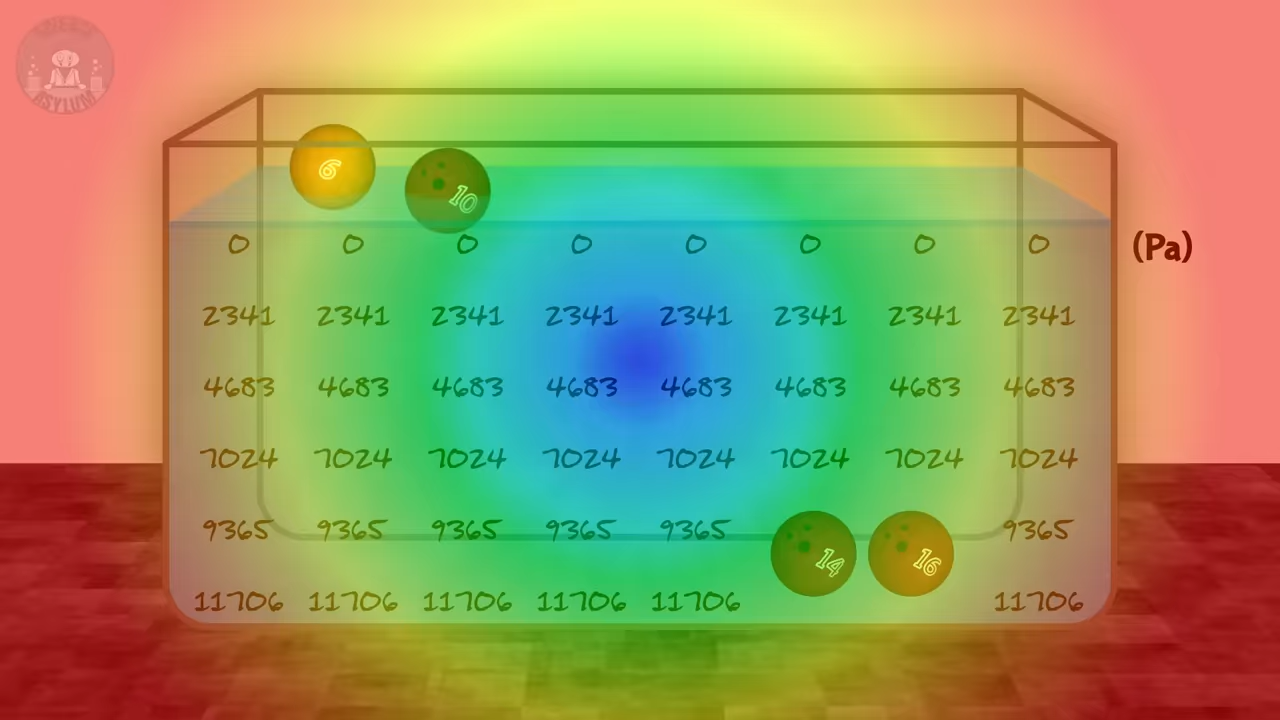 ASYLUM
6
10
0 0 0 0 0 0 0 0 (Pa)
2341 2341 2341 2341 2341 2341 2341 2341
4683 4683 4683 4683 4683 4683 4683 4683
7024 7024 7024 7024 7024 7024 7024 7024
9365 9365 9365 9365 9365 9365
14 16
11706 11706 11706 11706 11706 11706